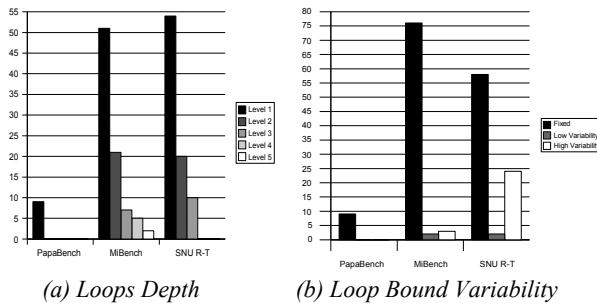 55
50
45
40
35
30
25
20
15
10
5
0
PapaBench MiBench SNU R-T
Level 1
Level 2
Level 3
Level 4
Level 5
(a) Loops Depth
80
75
70
65
60
55
50
45
40
35
30
25
20
15
10
5
0
PapaBench MiBench SNU R-T
Fixed
Low Variability
High Variability
(b) Loop Bound Variability